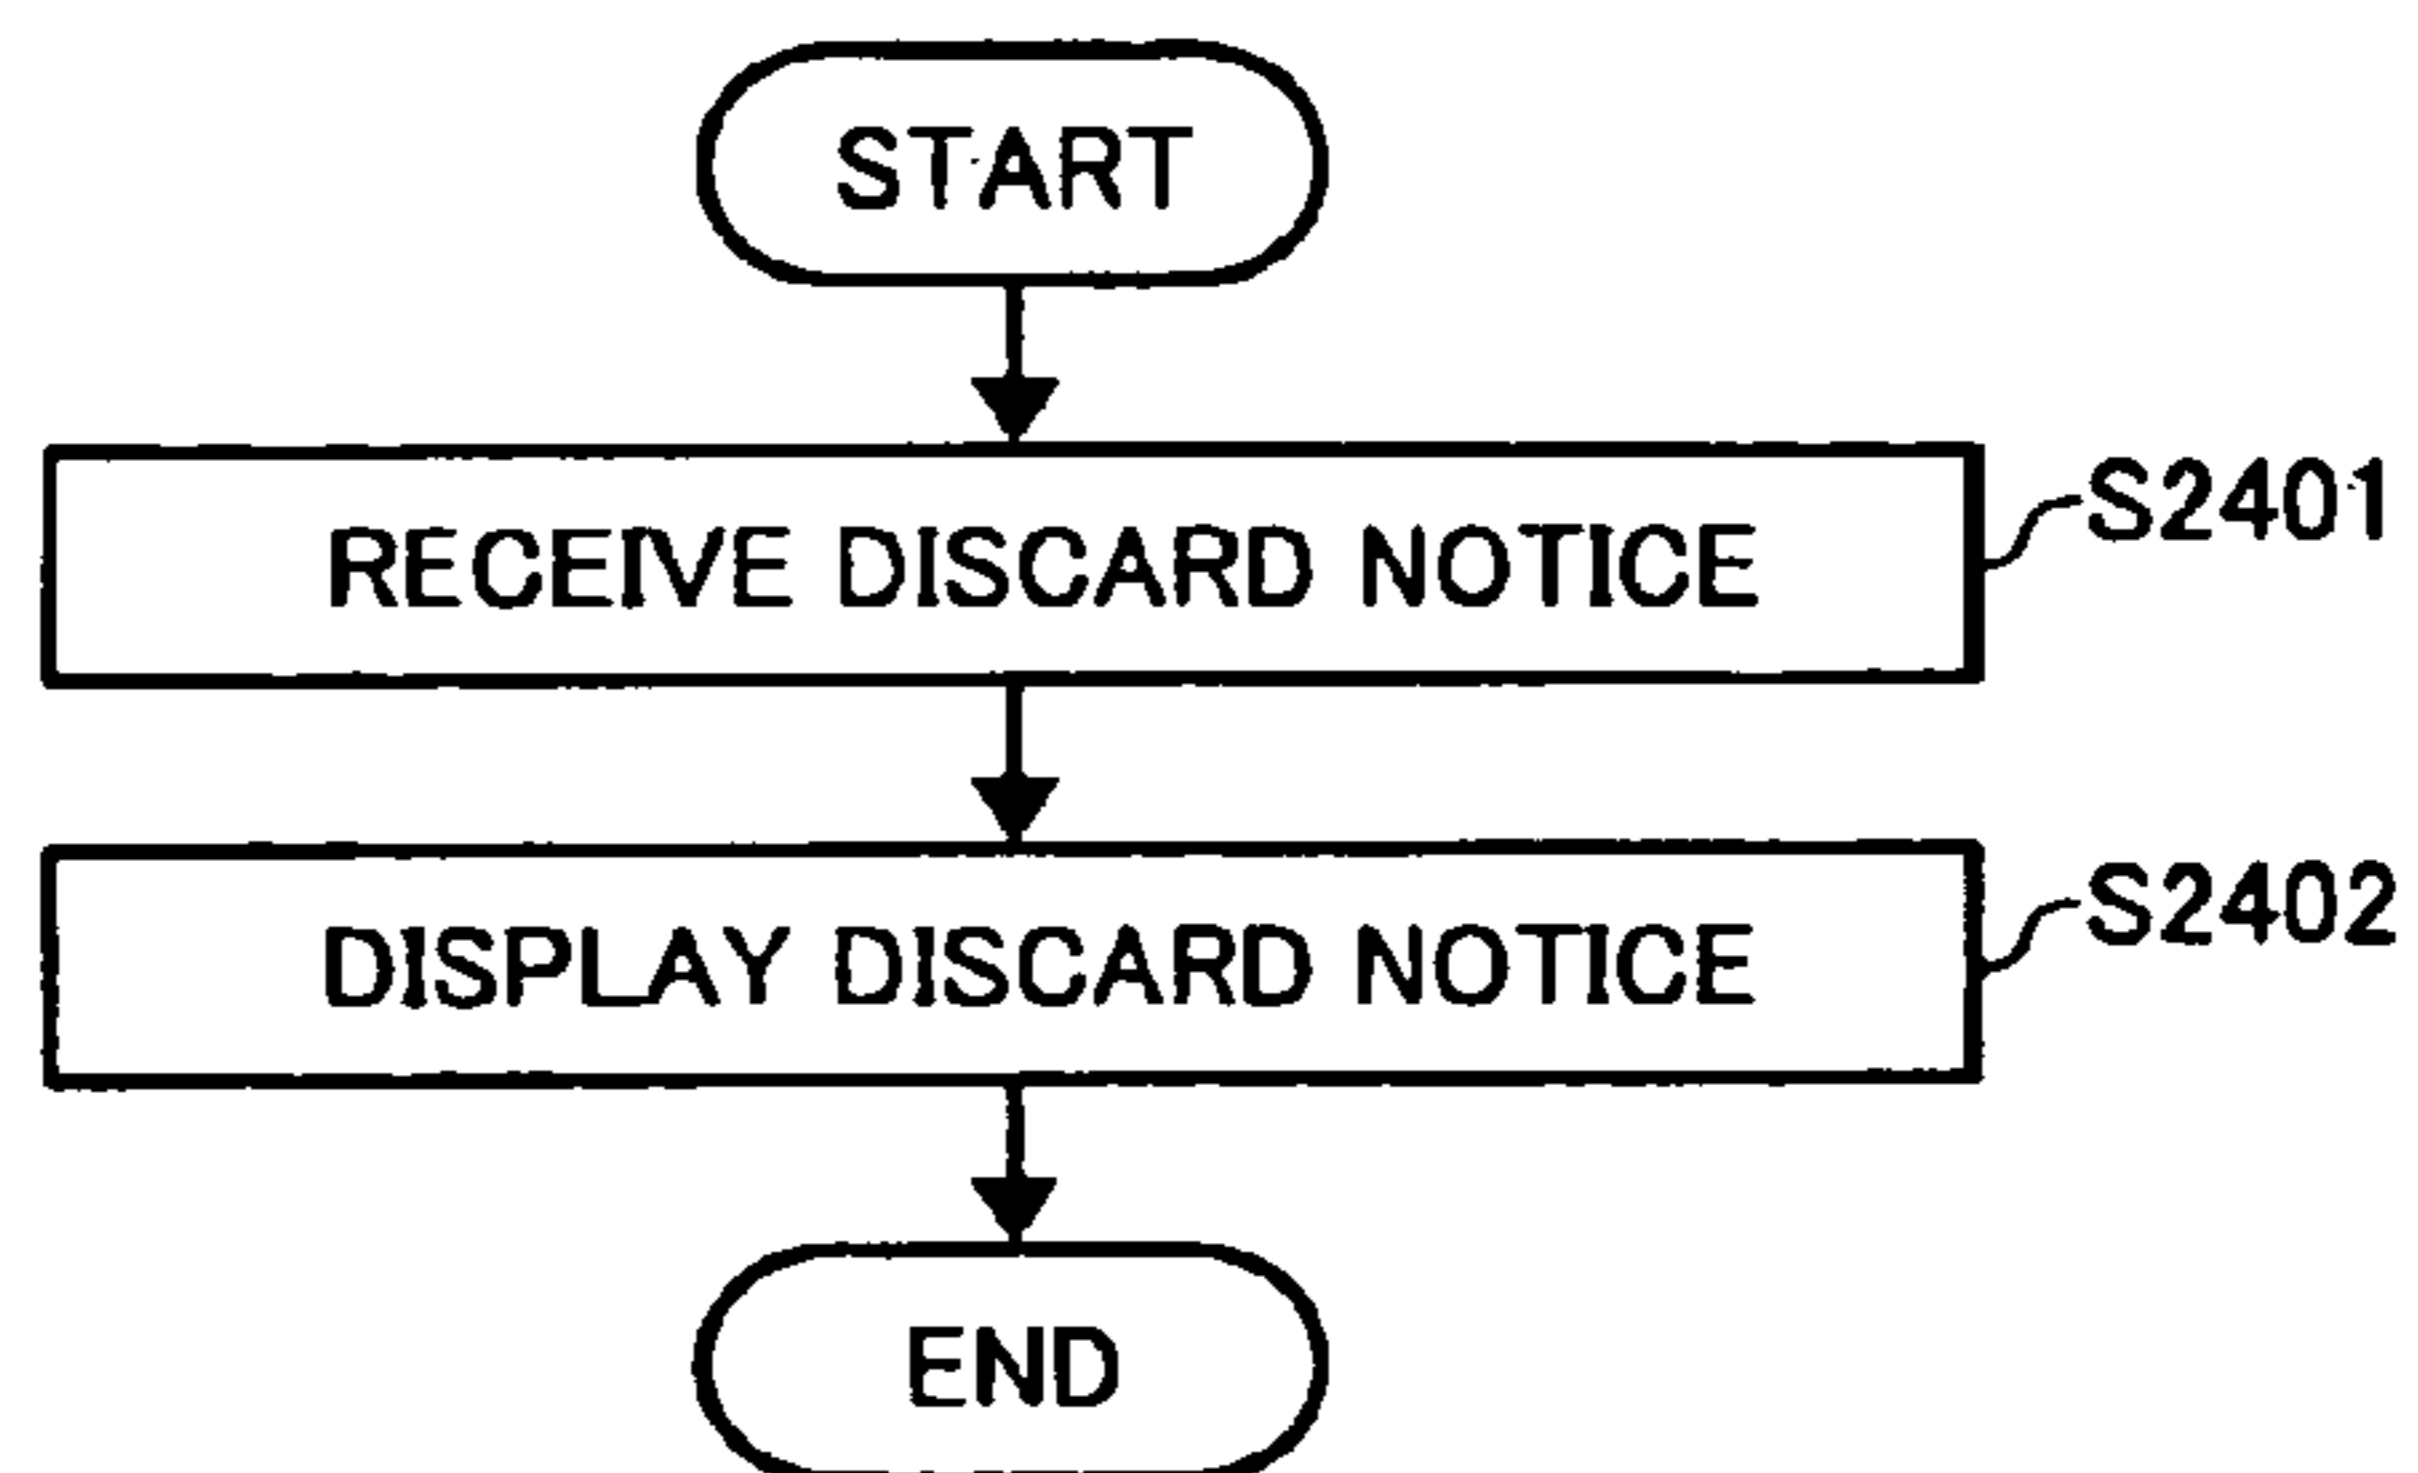 START
RECEIVE DISCARD NOTICE
S2401
DISPLAY DISCARD NOTICE
S2402
END